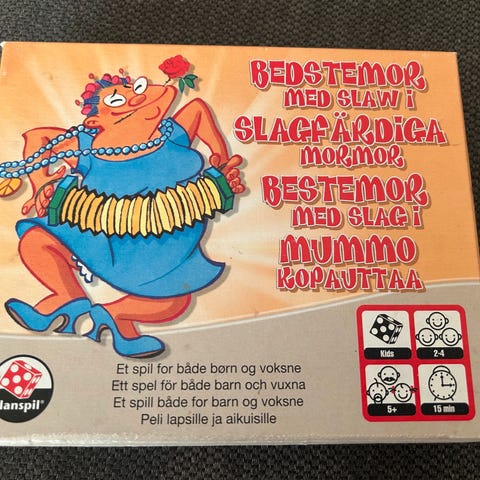 BEDSTEMOR
MED SLAW I
SLAGFÄRDIGA
MORMOR
BESTEMOR
MED SLAG I
MUMMO
KOPAUTTAA
Et spil for både børn og voksne
Ett spel för både barn och vuxna
Et spill både for barn og voksne
Peli lapsille ja aikuisille
lanspil®
Kids
2-4
5+
15 min